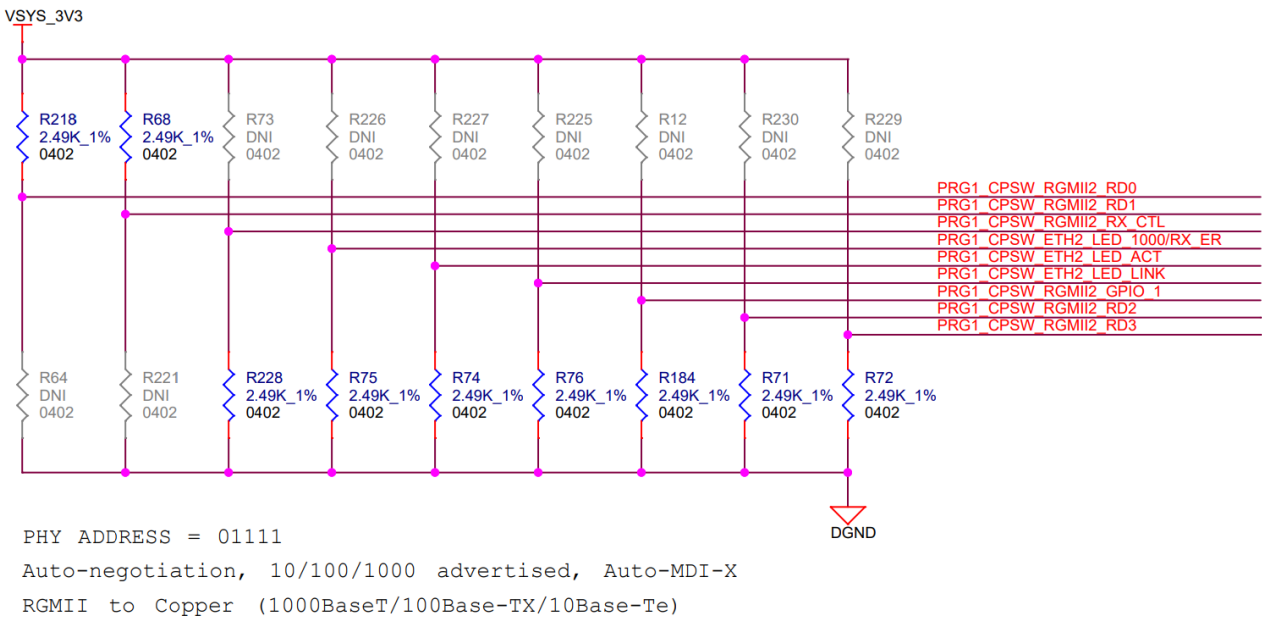 VSYS_3V3
R218 R68 R73 R226 R227 R225 R12 R230 R229
2.49K_1% 2.49K_1% DNI DNI DNI DNI DNI DNI DNI
0402 0402 0402 0402 0402 0402 0402 0402 0402
PRG1_CPSW_RGMII2_RD0
PRG1_CPSW_RGMII2_RD1
PRG1_CPSW_RGMII2_RX_CTL
PRG1_CPSW_ETH2_LED_1000/RX_ER
PRG1_CPSW_ETH2_LED_ACT
PRG1_CPSW_ETH2_LED_LINK
PRG1_CPSW_RGMII2_GPIO_1
PRG1_CPSW_RGMII2_RD2
PRG1_CPSW_RGMII2_RD3
R64 R221 R228 R75 R74 R76 R184 R71 R72
DNI DNI 2.49K_1% 2.49K_1% 2.49K_1% 2.49K_1% 2.49K_1% 2.49K_1% 2.49K_1%
0402 0402 0402 0402 0402 0402 0402 0402 0402
DGND
PHY ADDRESS = 01111
Auto-negotiation, 10/100/1000 advertised, Auto-MDI-X
RGMII to Copper (1000BaseT/100Base-TX/10Base-Te)